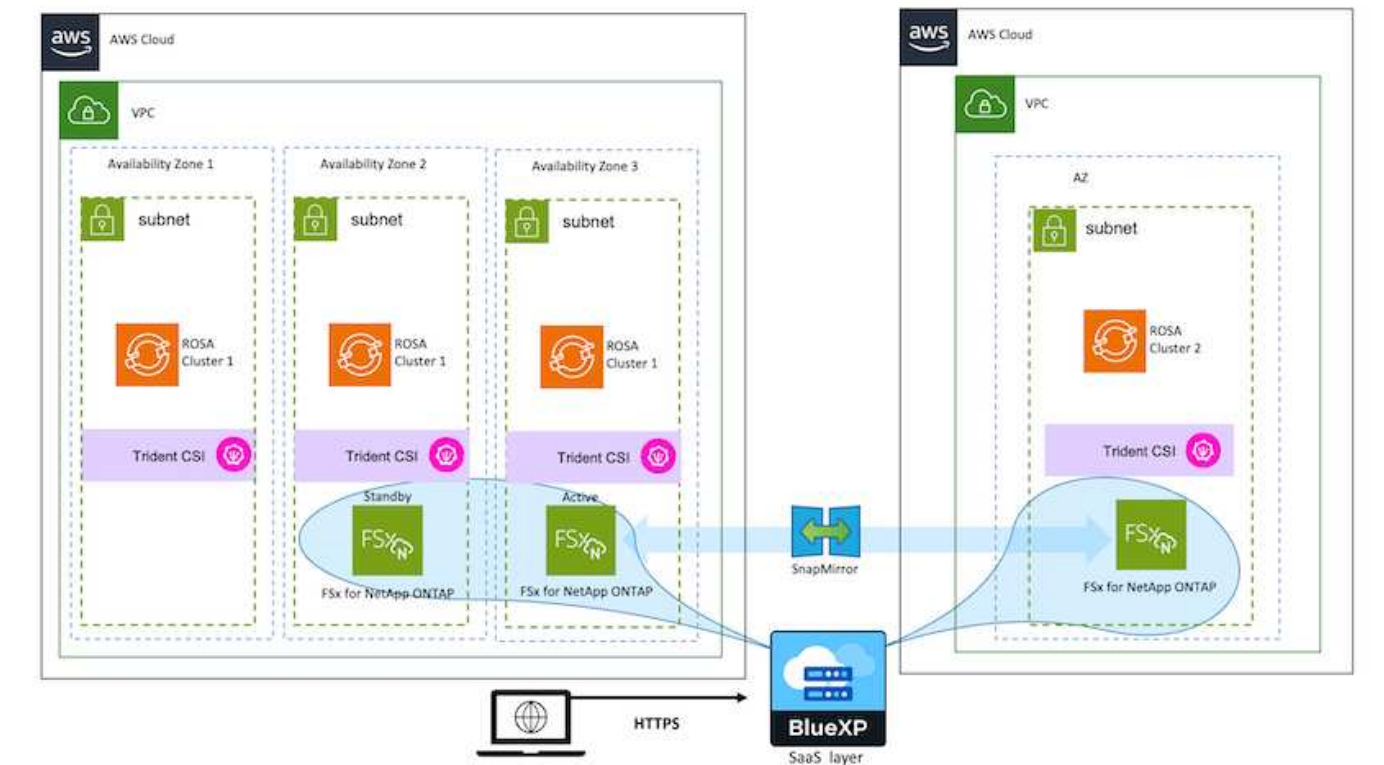 aws
AWS Cloud
VPC
Availability Zone 1
Availability Zone 2
Availability Zone 3
subnet
subnet
subnet
ROSA
Cluster 1
ROSA
Cluster 1
ROSA
Cluster 1
Trident CSI
Trident CSI
Trident CSI
Standby
Active
FSx N
FSx N
FSx for NetApp ONTAP
FSx for NetApp ONTAP
aws
AWS Cloud
VPC
AZ
subnet
ROSA
Cluster 2
Trident CSI
FSx N
FSx for NetApp ONTAP
SnapMirror
HTTPS
BlueXP
SaaS layer